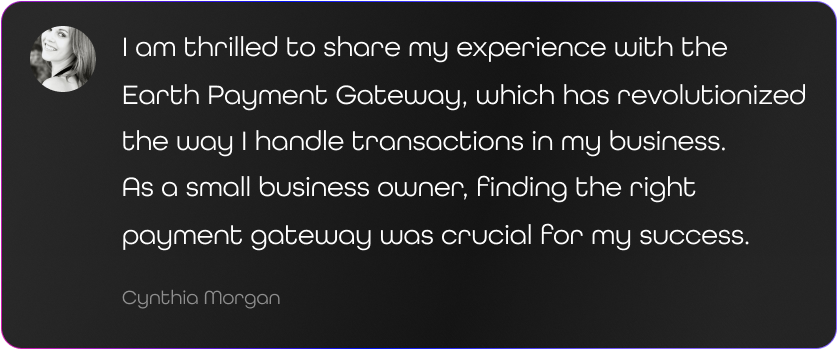 I am thrilled to share my experience with the
Earth Payment Gateway, which has revolutionized
the way I handle transactions in my business.
As a small business owner, finding the right
payment gateway was crucial for my success.
Cynthia Morgan